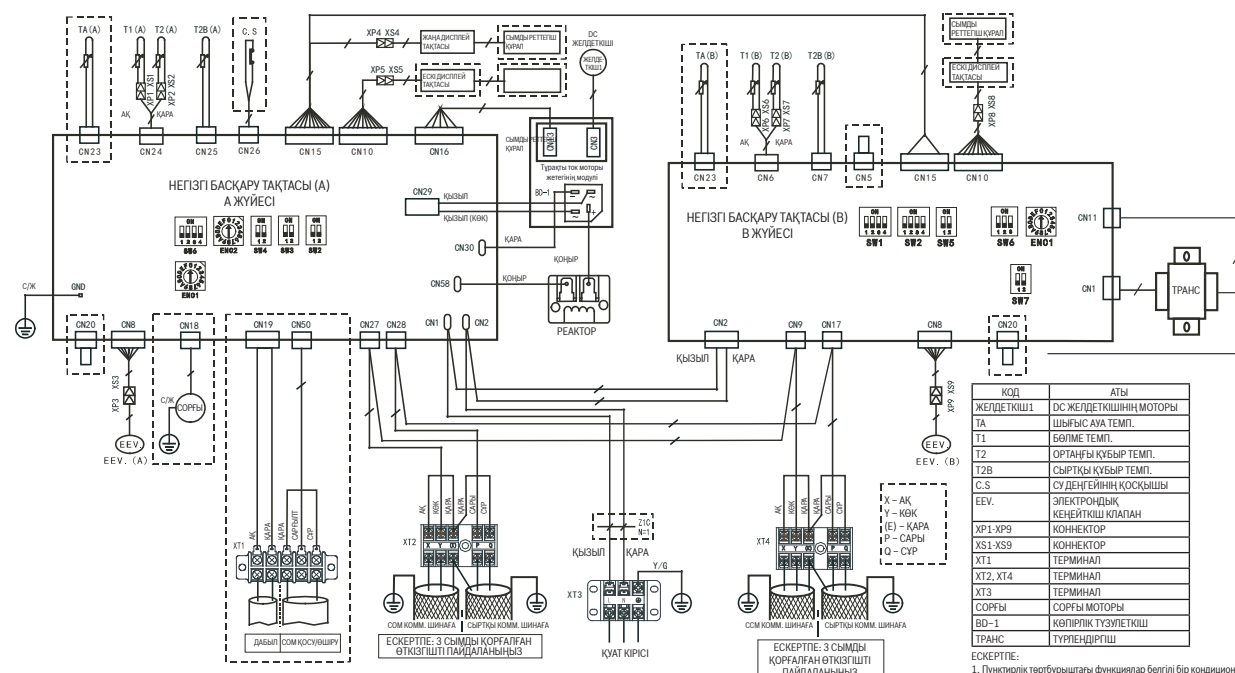 TA (A)
T1 (A) T2 (A)
T2B (A)
C. S
XP4 XS4
ЖАҢА ДИСПЛЕЙ
ТАҚТАСЫ
СЫМДЫ РЕТТЕГІШ
ҚҰРАЛ
DC
ЖЕЛДЕТКІШІ
ЖЕЛДЕ-
ТКІШ1
XP5 XS5
ЕСКІ ДИСПЛЕЙ
ТАҚТАСЫ
XP1 XS1
XP2 XS2
АҚ ҚАРА
CN23
CN24
CN25
CN26
CN15
CN10
CN16
СЫМДЫ РЕТТЕГІШ
ҚҰРАЛ
CN3
Тұрақты ток моторы
жетегінің модулі
BD-1
НЕГІЗГІ БАСҚАРУ ТАҚТАСЫ (А)
А ЖҮЙЕСІ
CN29
ҚЫЗЫЛ
ҚЫЗЫЛ (КӨК)
CN30
ҚАРА
ҚОҢЫР
CN58
ҚОҢЫР
РЕАКТОР
SW6
ENC2
SW4
SW3
SW2
ENC1
С/Ж
GND
CN20
CN8
CN18
CN19
CN50
CN27
CN28
CN1
CN2
XP3 XS3
EEV
EEV. (A)
С/Ж
СОРҒЫ
АҚ
ҚАРА
ҚАРА
САРҒЫЛТ
СҰР
XT1
ДАБЫЛ
СОМ ҚОСУ/ӨШІРУ
АҚ
КӨК
ҚАРА
ҚАРА
САРЫ
СҰР
XT2
X Y (E) P Q
СОМ КОММ. ШИНАҒА
СЫРТҚЫ КОММ. ШИНАҒА
ЕСКЕРТПЕ: 3 СЫМДЫ ҚОРҒАЛҒАН
ӨТКІЗГІШТІ ПАЙДАЛАНЫҢЫЗ
Z1C
N=1
ҚЫЗЫЛ
ҚАРА
Y/G
XT3
L N
ҚУАТ КІРІСІ
TA (B)
T1 (B) T2 (B)
T2B (B)
СЫМДЫ
РЕТТЕГІШ ҚҰРАЛ
ЕСКІ ДИСПЛЕЙ
ТАҚТАСЫ
XP8 XS8
XP6 XS6
XP7 XS7
АҚ ҚАРА
CN23
CN6
CN7
CN5
CN15
CN10
НЕГІЗГІ БАСҚАРУ ТАҚТАСЫ (В)
В ЖҮЙЕСІ
SW1
SW2
SW5
SW6
ENC1
SW7
CN11
CN1
ТРАНС
CN2
CN9
CN17
CN8
CN20
ҚЫЗЫЛ
ҚАРА
XP9 XS9
EEV
EEV. (B)
АҚ
КӨК
ҚАРА
ҚАРА
САРЫ
СҰР
XT4
X Y (E) P Q
ССМ КОММ. ШИНАҒА
СЫРТҚЫ КОММ. ШИНАҒА
ЕСКЕРТПЕ: 3 СЫМДЫ
ҚОРҒАЛҒАН ӨТКІЗГІШТІ
ПАЙДАЛАНЫҢЫЗ
X – АҚ
Y – КӨК
(E) – ҚАРА
P – САРЫ
Q – СҰР
КОД АТЫ
ЖЕЛДЕТКІШ1 DC ЖЕЛДЕТКІШІНІҢ МОТОРЫ
TA ШЫҒЫС АУА ТЕМП.
T1 БӨЛМЕ ТЕМП.
T2 ОРТАҢҒЫ ҚҰБЫР ТЕМП.
T2B СЫРТҚЫ ҚҰБЫР ТЕМП.
C.S СУ ДЕҢГЕЙІНІҢ ҚОСҚЫШЫ
EEV. ЭЛЕКТРОНДЫҚ
КЕҢЕЙТКІШ КЛАПАН
XP1-XP9 КОННЕКТОР
XS1-XS9 КОННЕКТОР
XT1 ТЕРМИНАЛ
XT2, XT4 ТЕРМИНАЛ
XT3 ТЕРМИНАЛ
СОРҒЫ СОРҒЫ МОТОРЫ
BD-1 КӨПІРЛІК ТҮЗУЛЕТКІШ
ТРАНС ТҮРЛЕНДІРГІШ
ЕСКЕРТПЕ:
1. Пунктирлік төртбұрыштағы функциялар белгілі бір кондицион